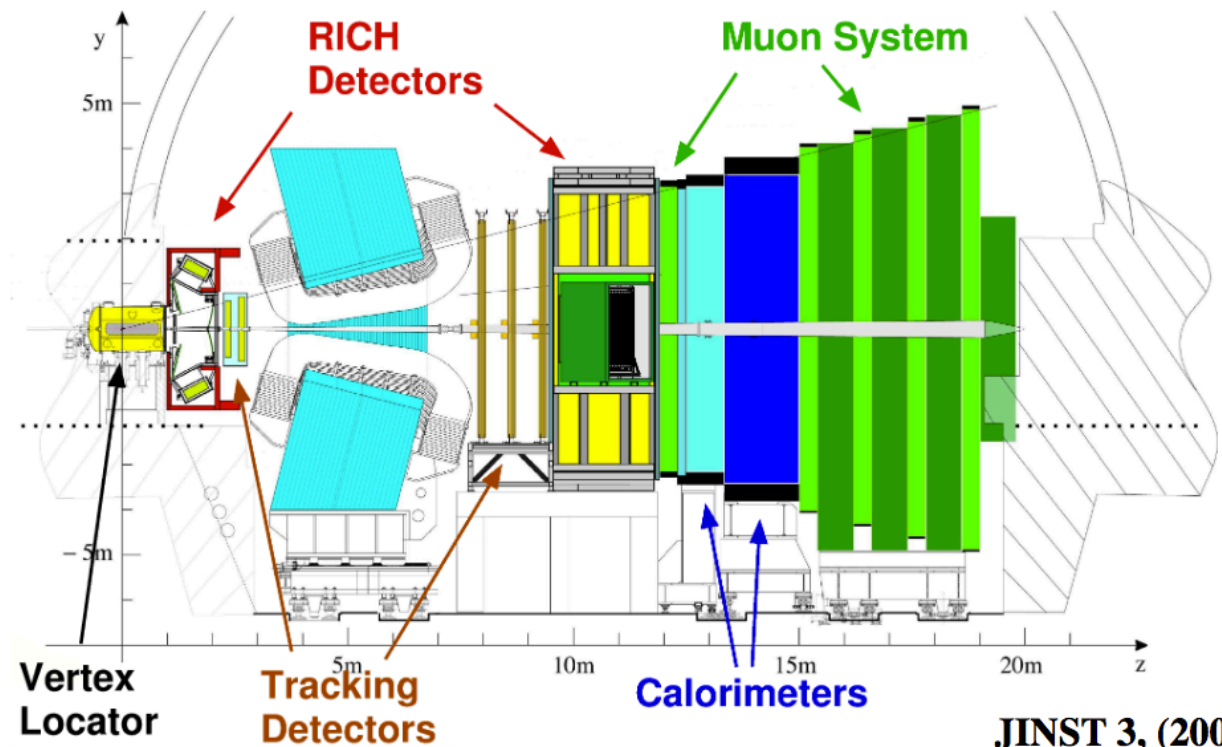 y
RICH
Detectors
Muon System
5m
– 5m
5m
10m
15m
20m
z
Vertex
Locator
Tracking
Detectors
Calorimeters
JINST 3, (200